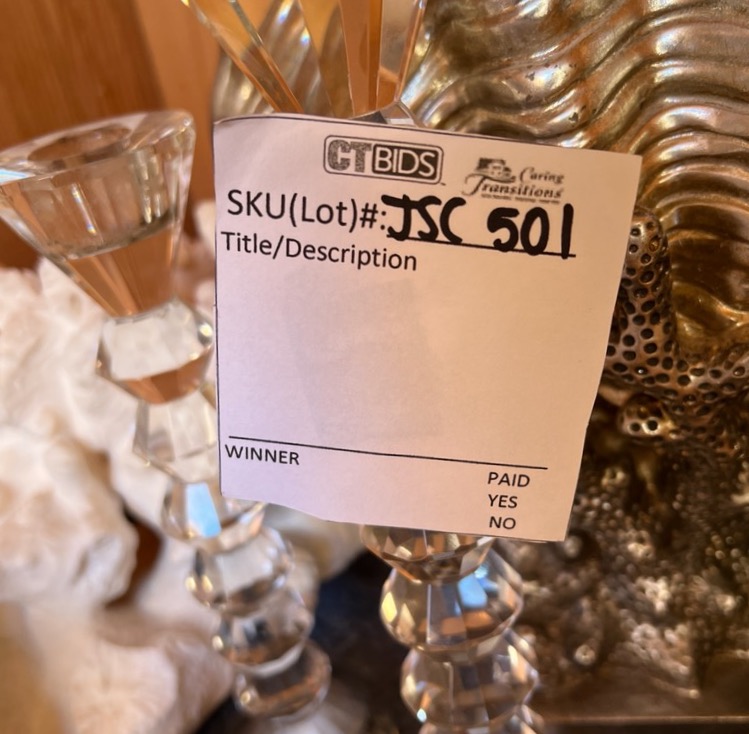 CTBIDS
Caring
Transitions
SKU(Lot)#:JSC 501
Title/Description
WINNER
PAID
YES
NO